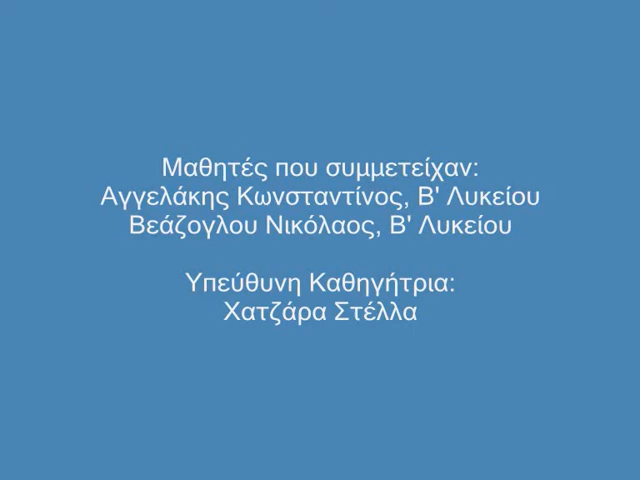 Μαθητές που συμμετείχαν:
Αγγελάκης Κωνσταντίνος, Β' Λυκείου
Βεάζογλου Νικόλαος, Β' Λυκείου
Υπεύθυνη Καθηγήτρια:
Χατζάρα Στέλλα